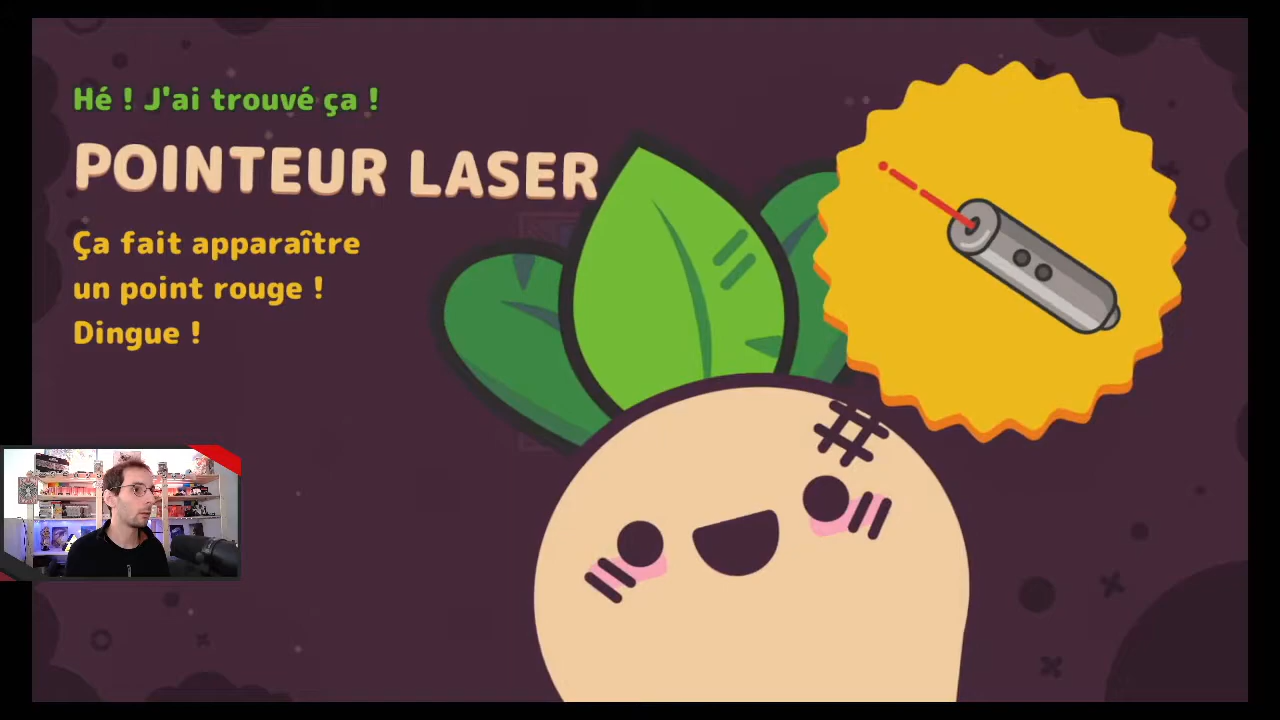 Hé ! J'ai trouvé ça !
POINTEUR LASER
Ça fait apparaître
un point rouge !
Dingue !